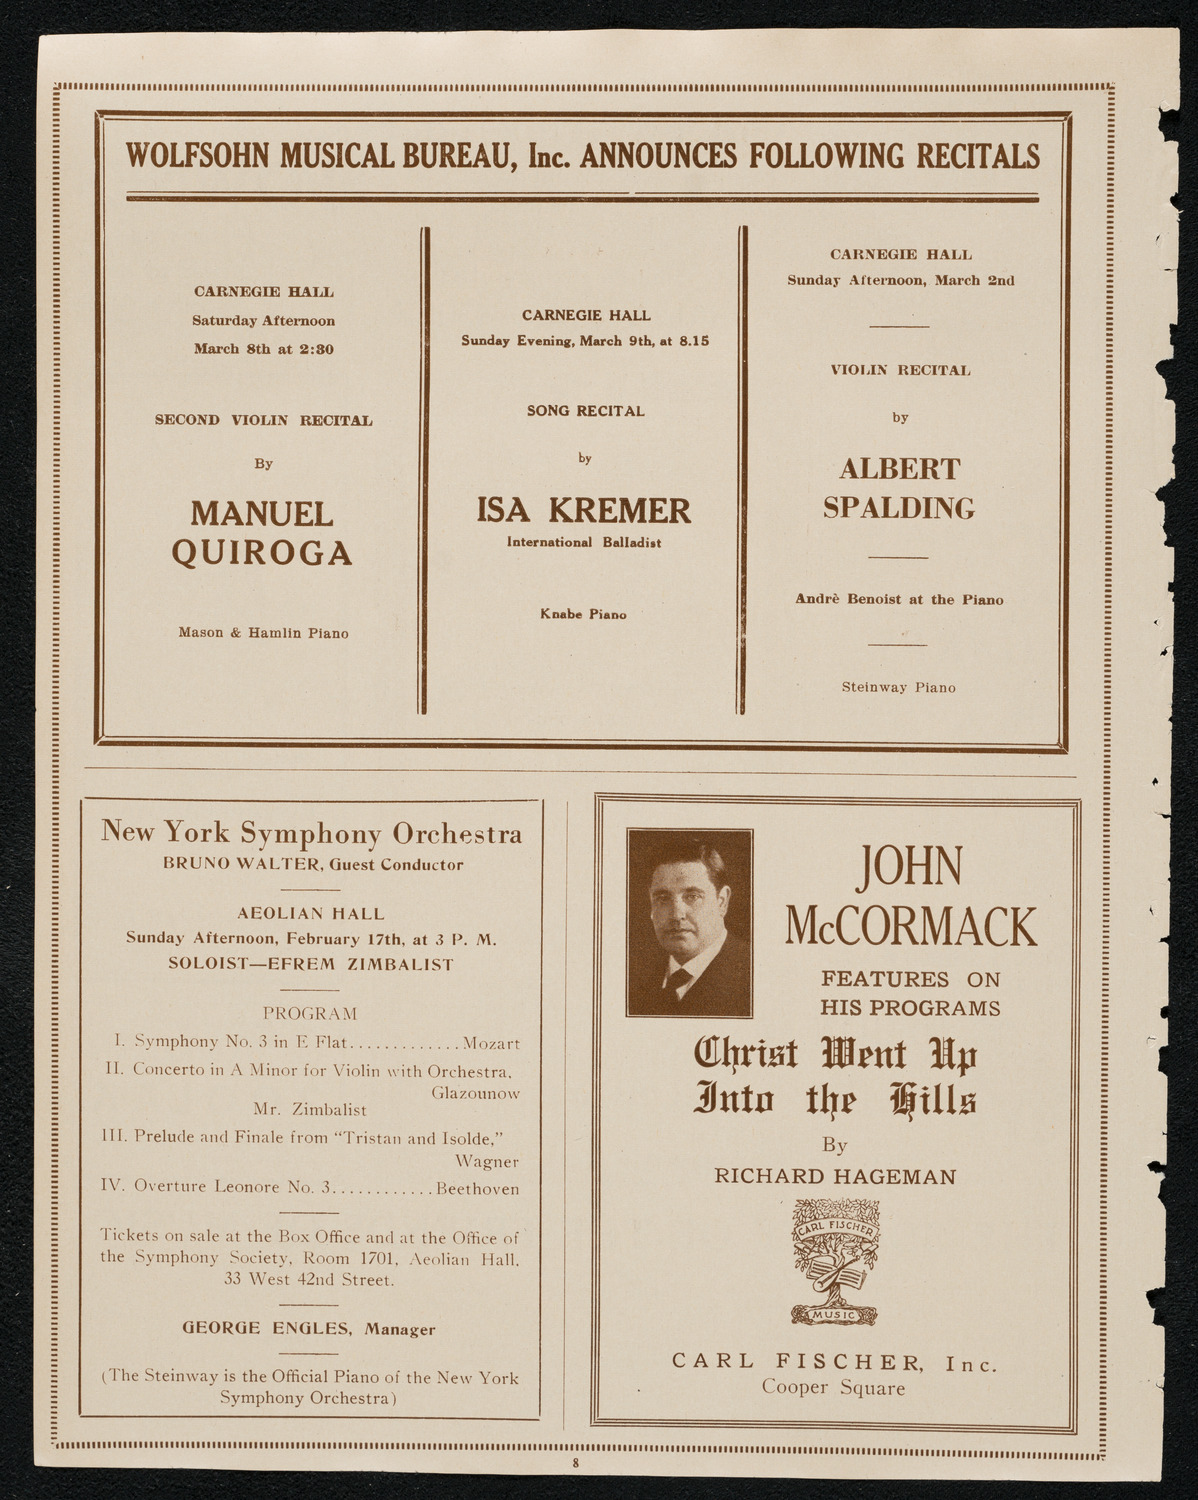 WOLFSOHN MUSICAL BUREAU, Inc. ANNOUNCES FOLLOWING RECITALS
CARNEGIE HALL
Saturday Afternoon
March 8th at 2:30
SECOND VIOLIN RECITAL
By
MANUEL
QUIROGA
Mason & Hamlin Piano
CARNEGIE HALL
Sunday Evening, March 9th, at 8.15
SONG RECITAL
by
ISA KREMER
International Balladist
Knabe Piano
CARNEGIE HALL
Sunday Afternoon, March 2nd
VIOLIN RECITAL
by
ALBERT
SPALDING
Andrè Benoist at the Piano
Steinway Piano
New York Symphony Orchestra
BRUNO WALTER, Guest Conductor
AEOLIAN HALL
Sunday Afternoon, February 17th, at 3 P. M.
SOLOIST—EFREM ZIMBALIST
PROGRAM
I. Symphony No. 3 in E Flat.............Mozart
II. Concerto in A Minor for Violin with Orchestra,
Glazounow
Mr. Zimbalist
III. Prelude and Finale from "Tristan and Isolde,"
Wagner
IV. Overture Leonore No. 3............Beethoven
Tickets on sale at the Box Office and at the Office of
the Symphony Society, Room 1701, Aeolian Hall,
33 West 42nd Street.
GEORGE ENGLES, Manager
(The Steinway is the Official Piano of the New York
Symphony Orchestra)
JOHN
McCORMACK
FEATURES ON
HIS PROGRAMS
Christ Went Up
Into the Hills
By
RICHARD HAGEMAN
CARL FISCHER
MUSIC
CARL FISCHER, Inc.
Cooper Square
8